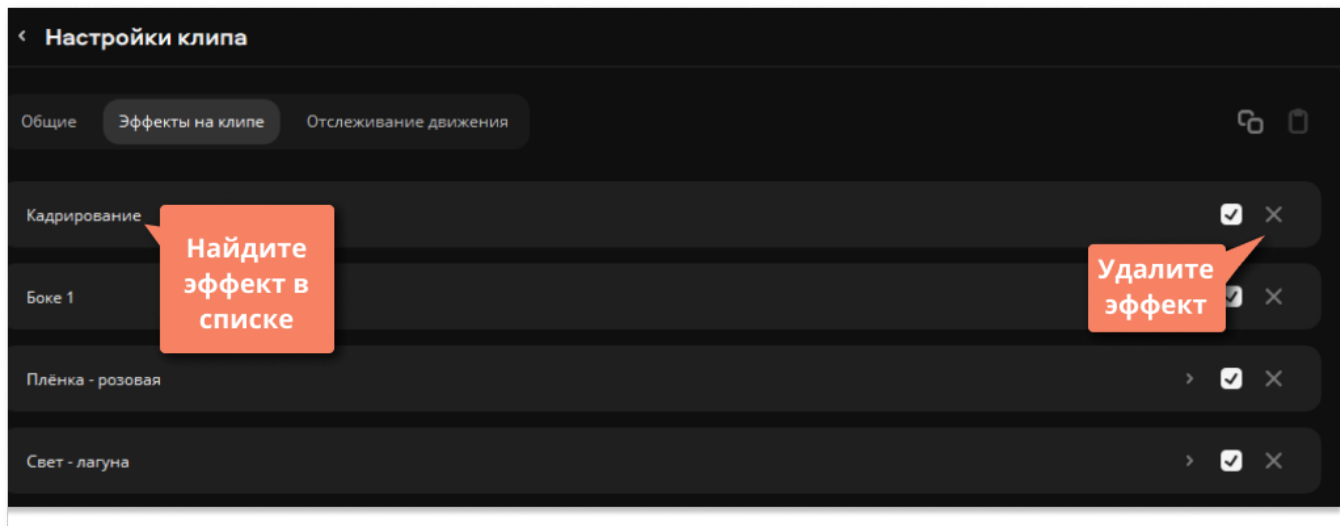 Настройки клипа
Общие Эффекты на клипе Отслеживание движения
Кадрирование
Найдите
эффект в
списке
Удалите
эффект
Боке 1
Плёнка - розовая
Свет - лагуна